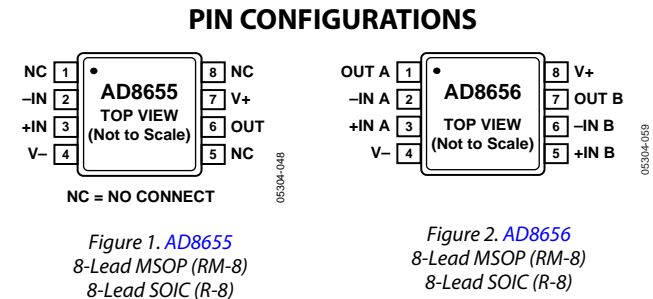 PIN CONFIGURATIONS
NC 1
–IN 2
+IN 3
V– 4
AD8655
TOP VIEW
(Not to Scale)
8 NC
7 V+
6 OUT
5 NC
NC = NO CONNECT
05304-048
Figure 1. AD8655
8-Lead MSOP (RM-8)
8-Lead SOIC (R-8)
OUT A 1
–IN A 2
+IN A 3
V– 4
AD8656
TOP VIEW
(Not to Scale)
8 V+
7 OUT B
6 –IN B
5 +IN B
05304-059
Figure 2. AD8656
8-Lead MSOP (RM-8)
8-Lead SOIC (R-8)